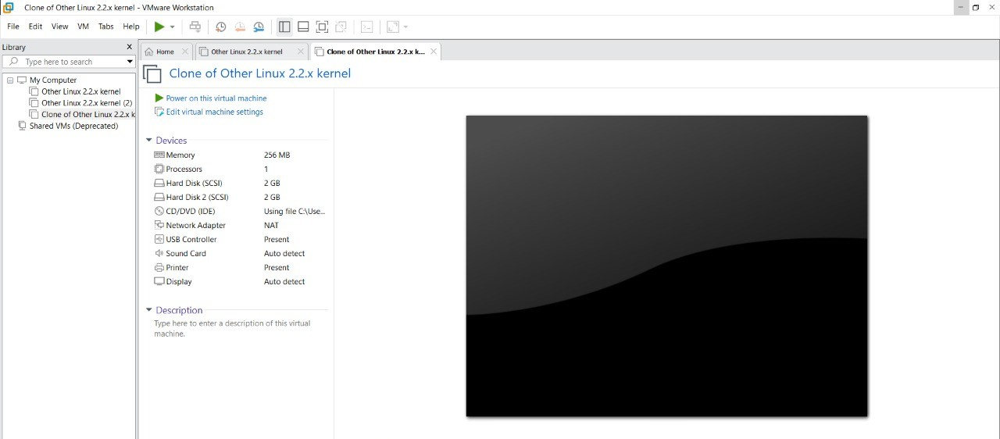 Clone of Other Linux 2.2.x kernel - VMware Workstation
File Edit View VM Tabs Help
Library X
Type here to search
My Computer
Other Linux 2.2.x kernel
Other Linux 2.2.x kernel (2)
Clone of Other Linux 2.2.x k
Shared VMs (Deprecated)
Home Other Linux 2.2.x kernel Clone of Other Linux 2.2.x k...
Clone of Other Linux 2.2.x kernel
Power on this virtual machine
Edit virtual machine settings
Devices
Memory 256 MB
Processors 1
Hard Disk (SCSI) 2 GB
Hard Disk 2 (SCSI) 2 GB
CD/DVD (IDE) Using file C:\Use...
Network Adapter NAT
USB Controller Present
Sound Card Auto detect
Printer Present
Display Auto detect
Description
Type here to enter a description of this virtual
machine.